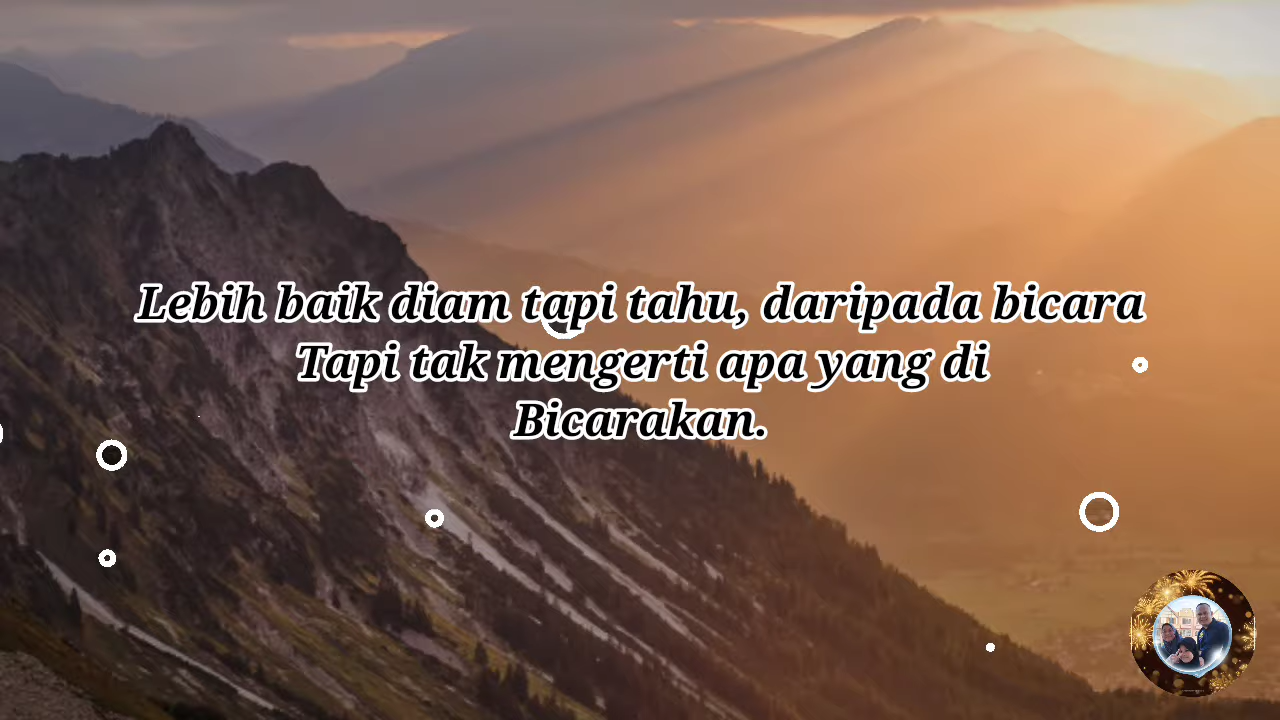 Lebih baik diam tapi tahu, daripada bicara
Tapi tak mengerti apa yang di
Bicarakan.